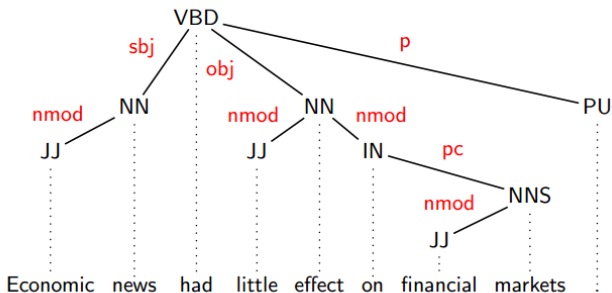 VBD
sbj obj p
nmod NN nmod NN nmod PU
JJ JJ IN pc
nmod NNS
JJ
Economic news had little effect on financial markets .